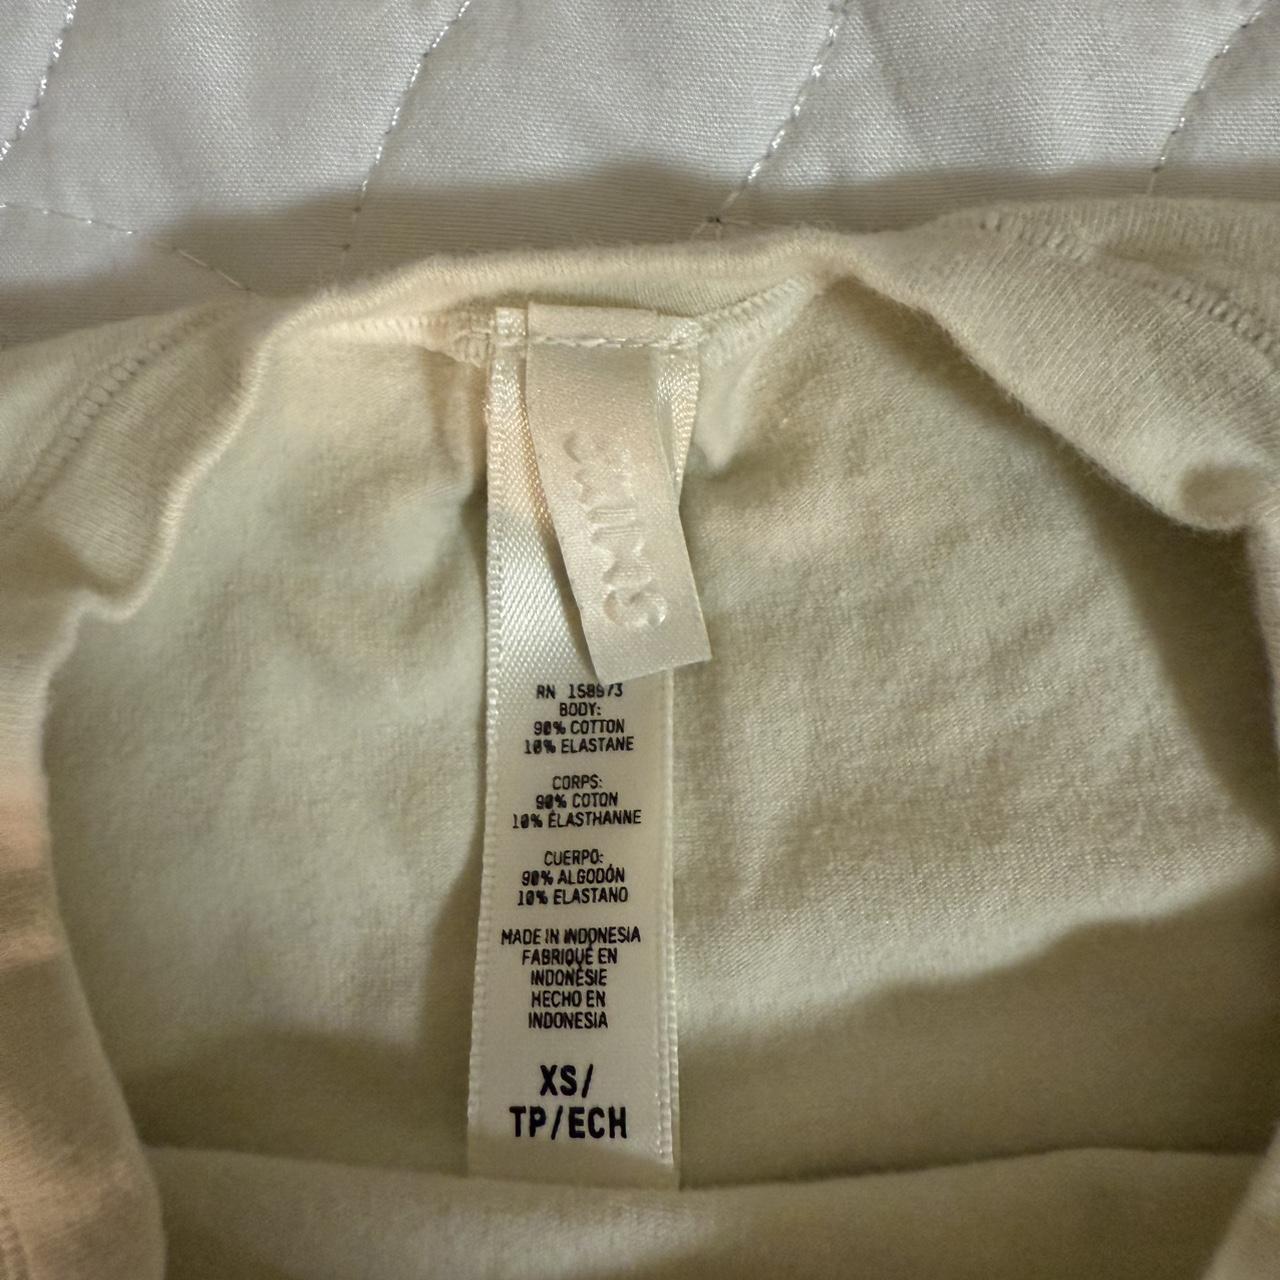 SKIMS
RN 158973
BODY:
90% COTTON
10% ELASTANE
CORPS:
90% COTON
10% ÉLASTHANNE
CUERPO:
90% ALGODÓN
10% ELASTANO
MADE IN INDONESIA
FABRIQUÉ EN
INDONÉSIE
HECHO EN
INDONESIA
XS/
TP/ECH